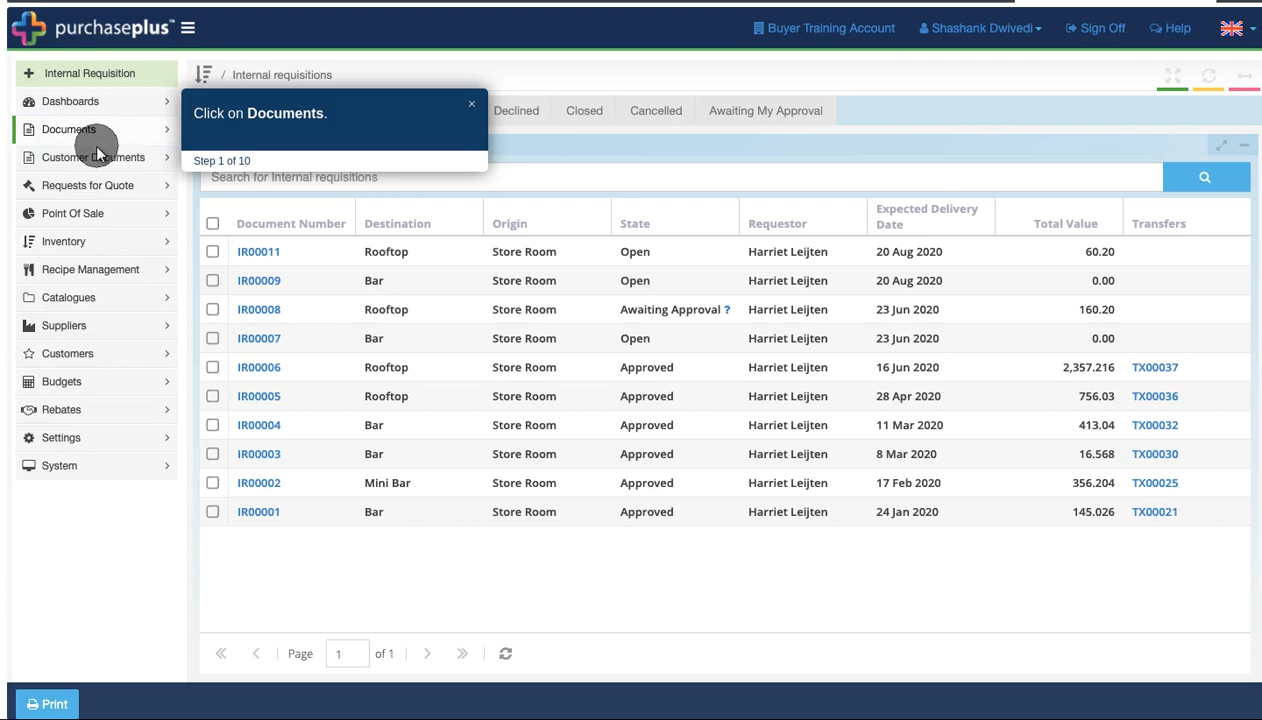 purchaseplus™
Buyer Training Account
Shashank Dwivedi
Sign Off
Help
Internal Requisition
Dashboards
Documents
Customer Documents
Requests for Quote
Point Of Sale
Inventory
Recipe Management
Catalogues
Suppliers
Customers
Budgets
Rebates
Settings
System
/ Internal requisitions
Click on Documents.
×
Step 1 of 10
Declined Closed Cancelled Awaiting My Approval
Search for Internal requisitions
Document Number Destination Origin State Requestor Expected Delivery Date Total Value Transfers
IR00011 Rooftop Store Room Open Harriet Leijten 20 Aug 2020 60.20
IR00009 Bar Store Room Open Harriet Leijten 20 Aug 2020 0.00
IR00008 Rooftop Store Room Awaiting Approval ? Harriet Leijten 23 Jun 2020 160.20
IR00007 Bar Store Room Open Harriet Leijten 23 Jun 2020 0.00
IR00006 Rooftop Store Room Approved Harriet Leijten 16 Jun 2020 2,357.216 TX00037
IR00005 Rooftop Store Room Approved Harriet Leijten 28 Apr 2020 756.03 TX00036
IR00004 Bar Store Room Approved Harriet Leijten 11 Mar 2020 413.04 TX00032
IR00003 Bar Store Room Approved Harriet Leijten 8 Mar 2020 16.568 TX00030
IR00002 Mini Bar Store Room Approved Harriet Leijten 17 Feb 2020 356.204 TX00025
IR00001 Bar Store Room Approved Harriet Leijten 24 Jan 2020 145.026 TX00021
Page 1 of 1
Print